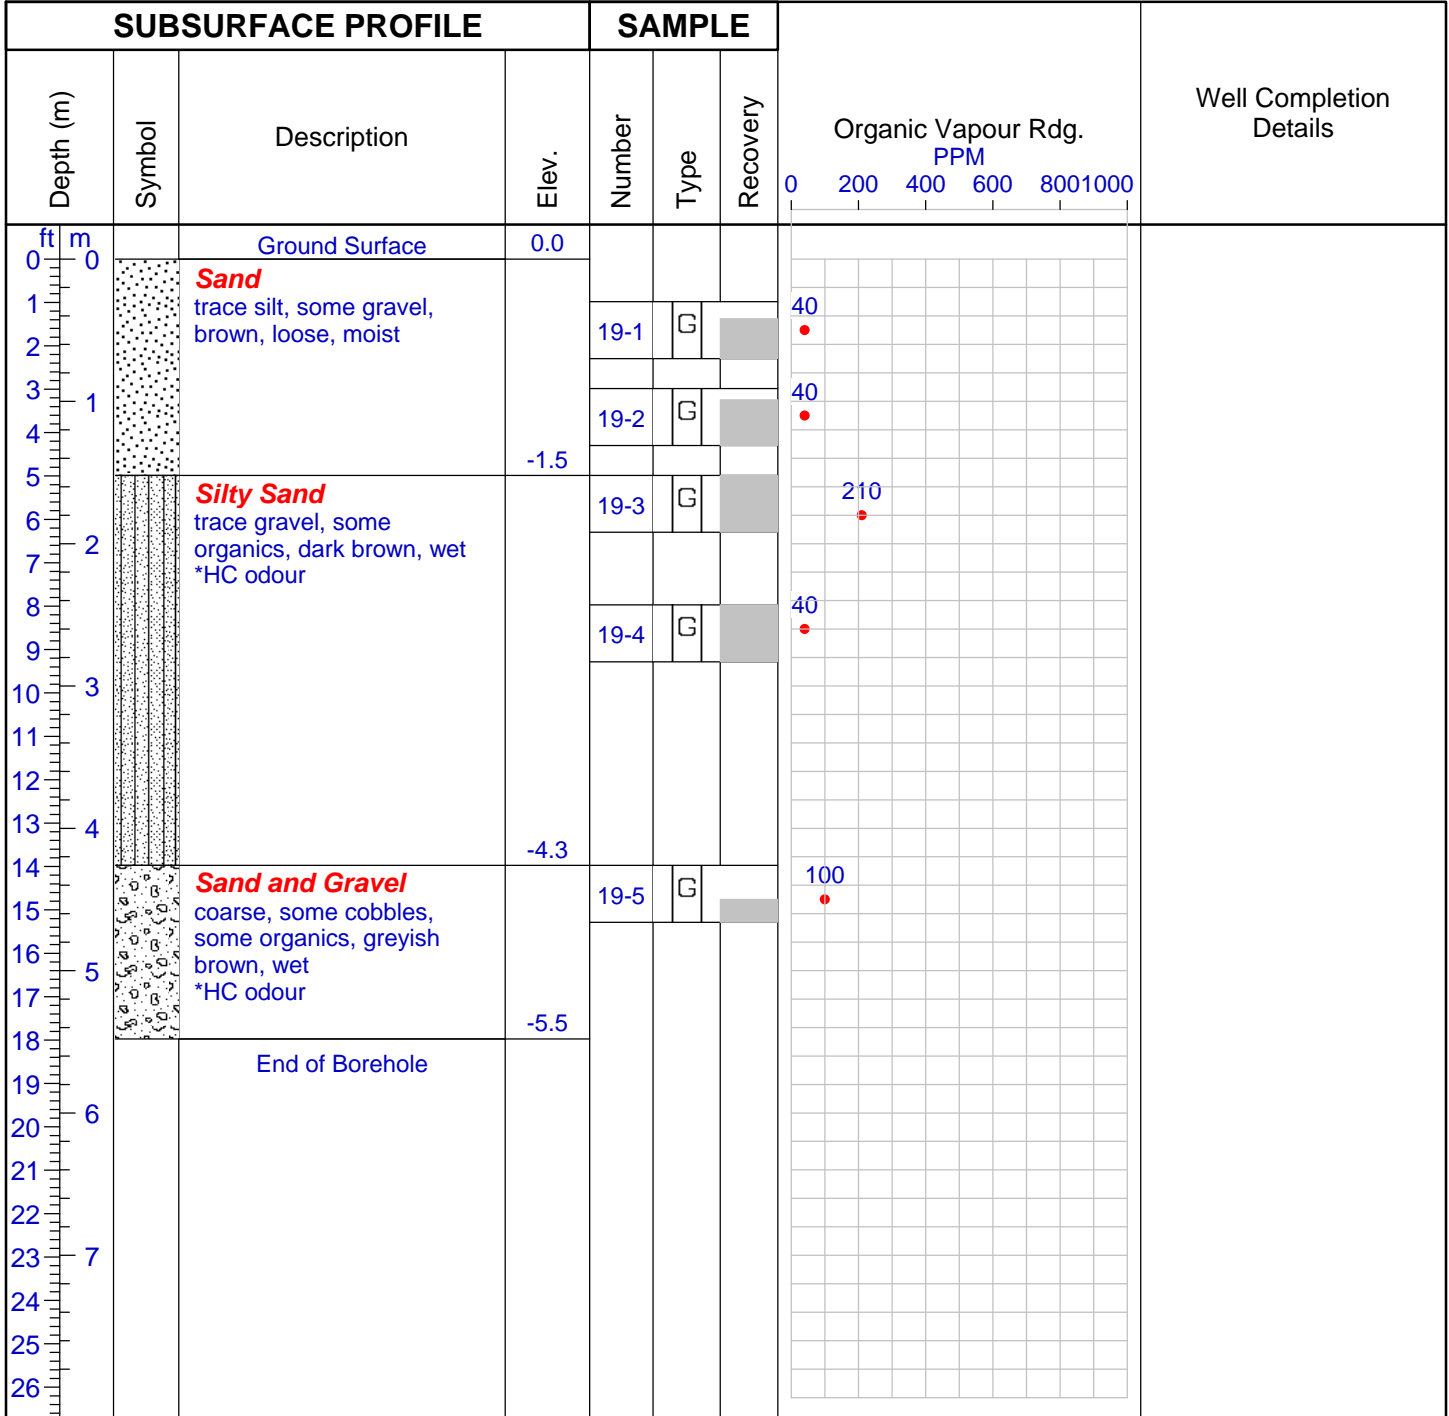 SUBSURFACE PROFILE
SAMPLE
Depth (m)
Symbol
Description
Elev.
Number
Type
Recovery
Organic Vapour Rdg.
PPM
0 200 400 600 8001000
Well Completion
Details
ft m
0 0
Ground Surface 0.0
Sand
trace silt, some gravel,
brown, loose, moist
-1.5
Silty Sand
trace gravel, some
organics, dark brown, wet
*HC odour
-4.3
Sand and Gravel
coarse, some cobbles,
some organics, greyish
brown, wet
*HC odour
-5.5
End of Borehole
1
2
3
4
5
6
7
8
9
10
11
12
13
14
15
16
17
18
19
20
21
22
23
24
25
26
1
2
3
4
5
6
7
19-1 G 40
19-2 G 40
19-3 G 210
19-4 G 40
19-5 G 100